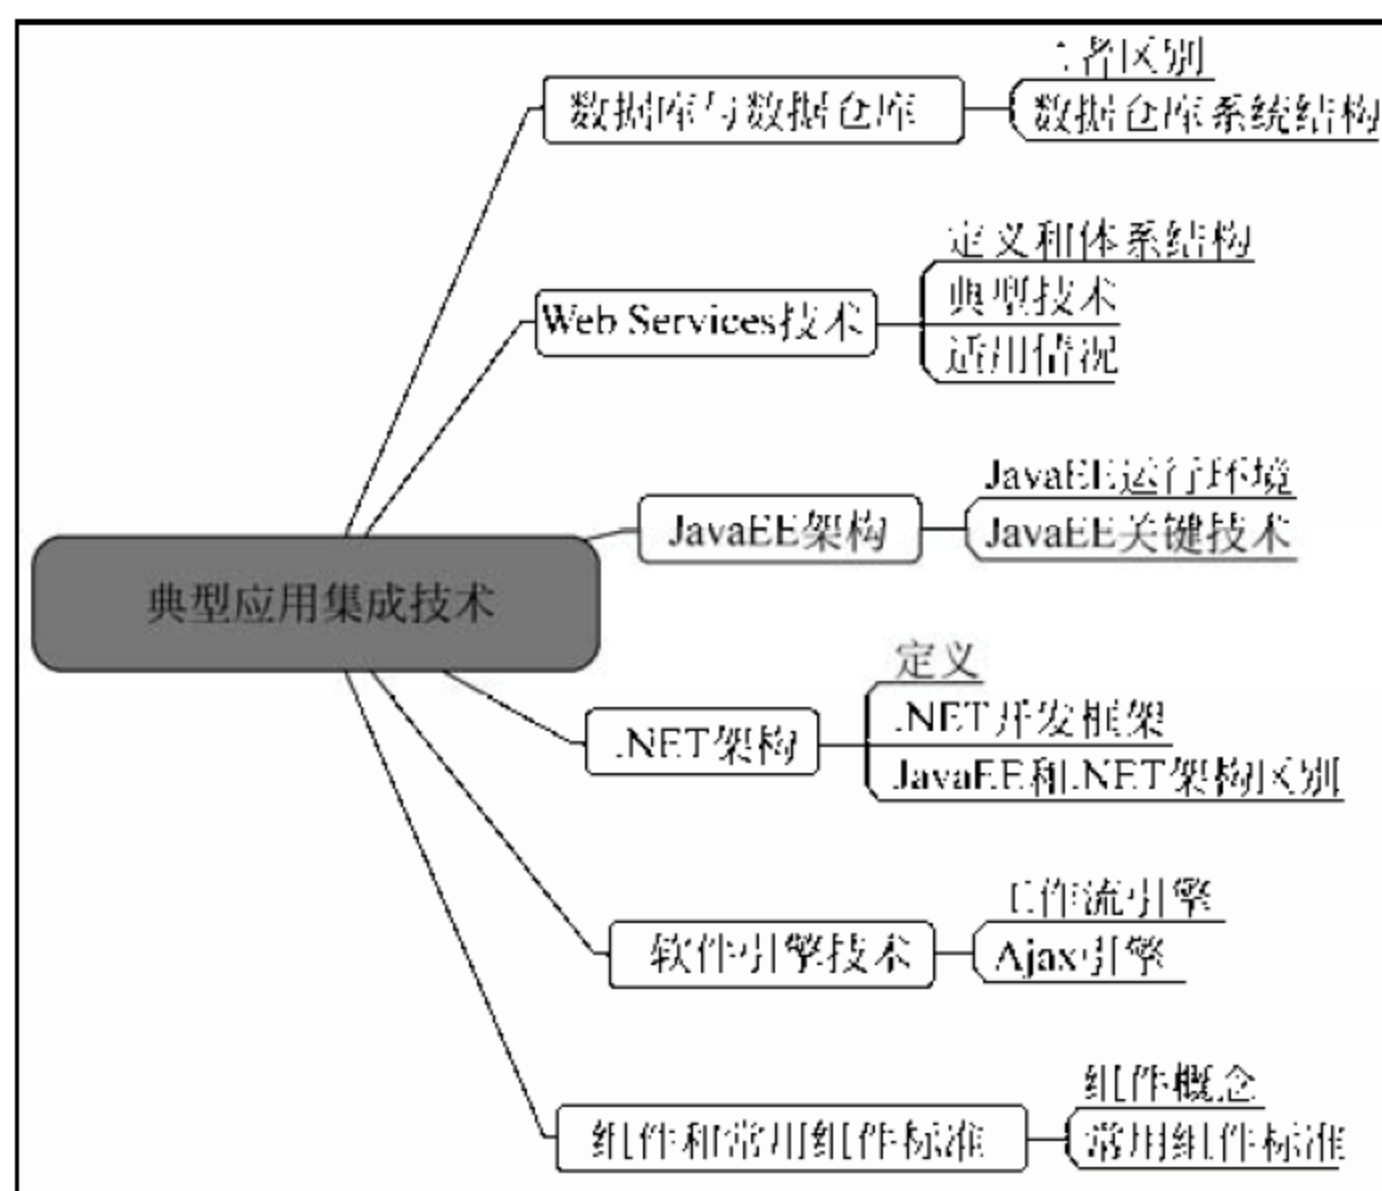 二者区别
数据库与数据仓库
数据仓库系统结构
定义和体系结构
Web Services技术
典型技术
适用情况
JavaEE运行环境
JavaEE架构
JavaEE关键技术
典型应用集成技术
定义
.NET架构
.NET开发框架
JavaEE和.NET架构区别
工作流引擎
软件引擎技术
Ajax引擎
组件概念
组件和常用组件标准
常用组件标准